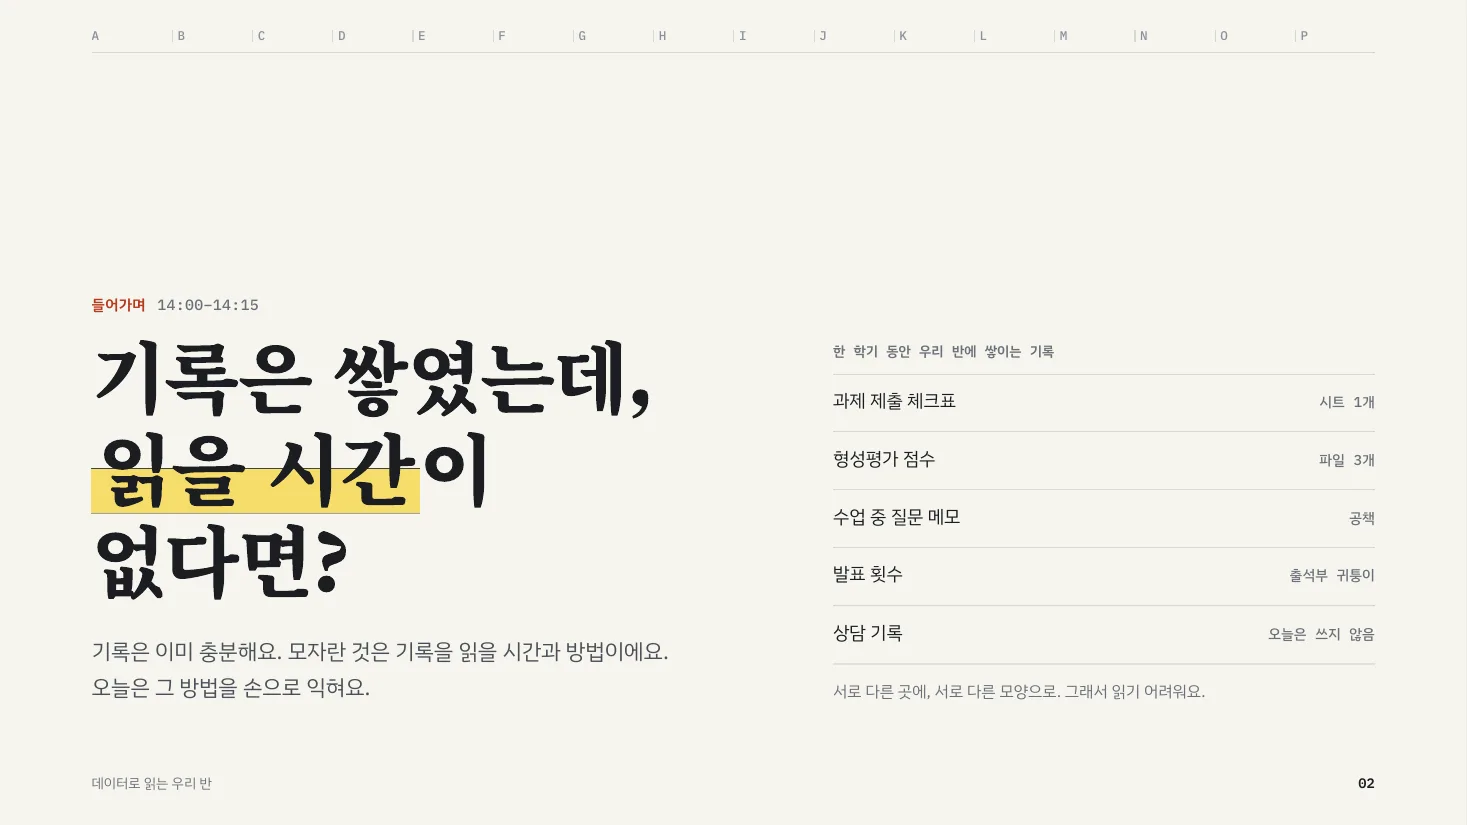 A B C D E F G H I J K L M N O P
들어가며 14:00–14:15
기록은 쌓였는데,
읽을 시간이
없다면?
기록은 이미 충분해요. 모자란 것은 기록을 읽을 시간과 방법이에요.
오늘은 그 방법을 손으로 익혀요.
한 학기 동안 우리 반에 쌓이는 기록
과제 제출 체크표 시트 1개
형성평가 점수 파일 3개
수업 중 질문 메모 공책
발표 횟수 출석부 귀퉁이
상담 기록 오늘은 쓰지 않음
서로 다른 곳에, 서로 다른 모양으로. 그래서 읽기 어려워요.
데이터로 읽는 우리 반
02